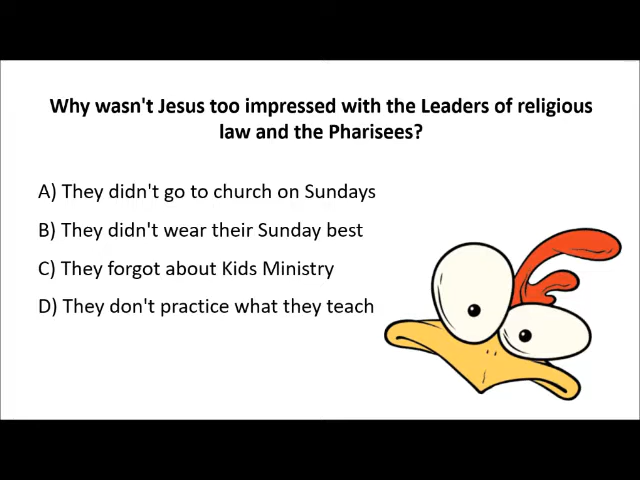 Why wasn't Jesus too impressed with the Leaders of religious
law and the Pharisees?
A) They didn't go to church on Sundays
B) They didn't wear their Sunday best
C) They forgot about Kids Ministry
D) They don't practice what they teach